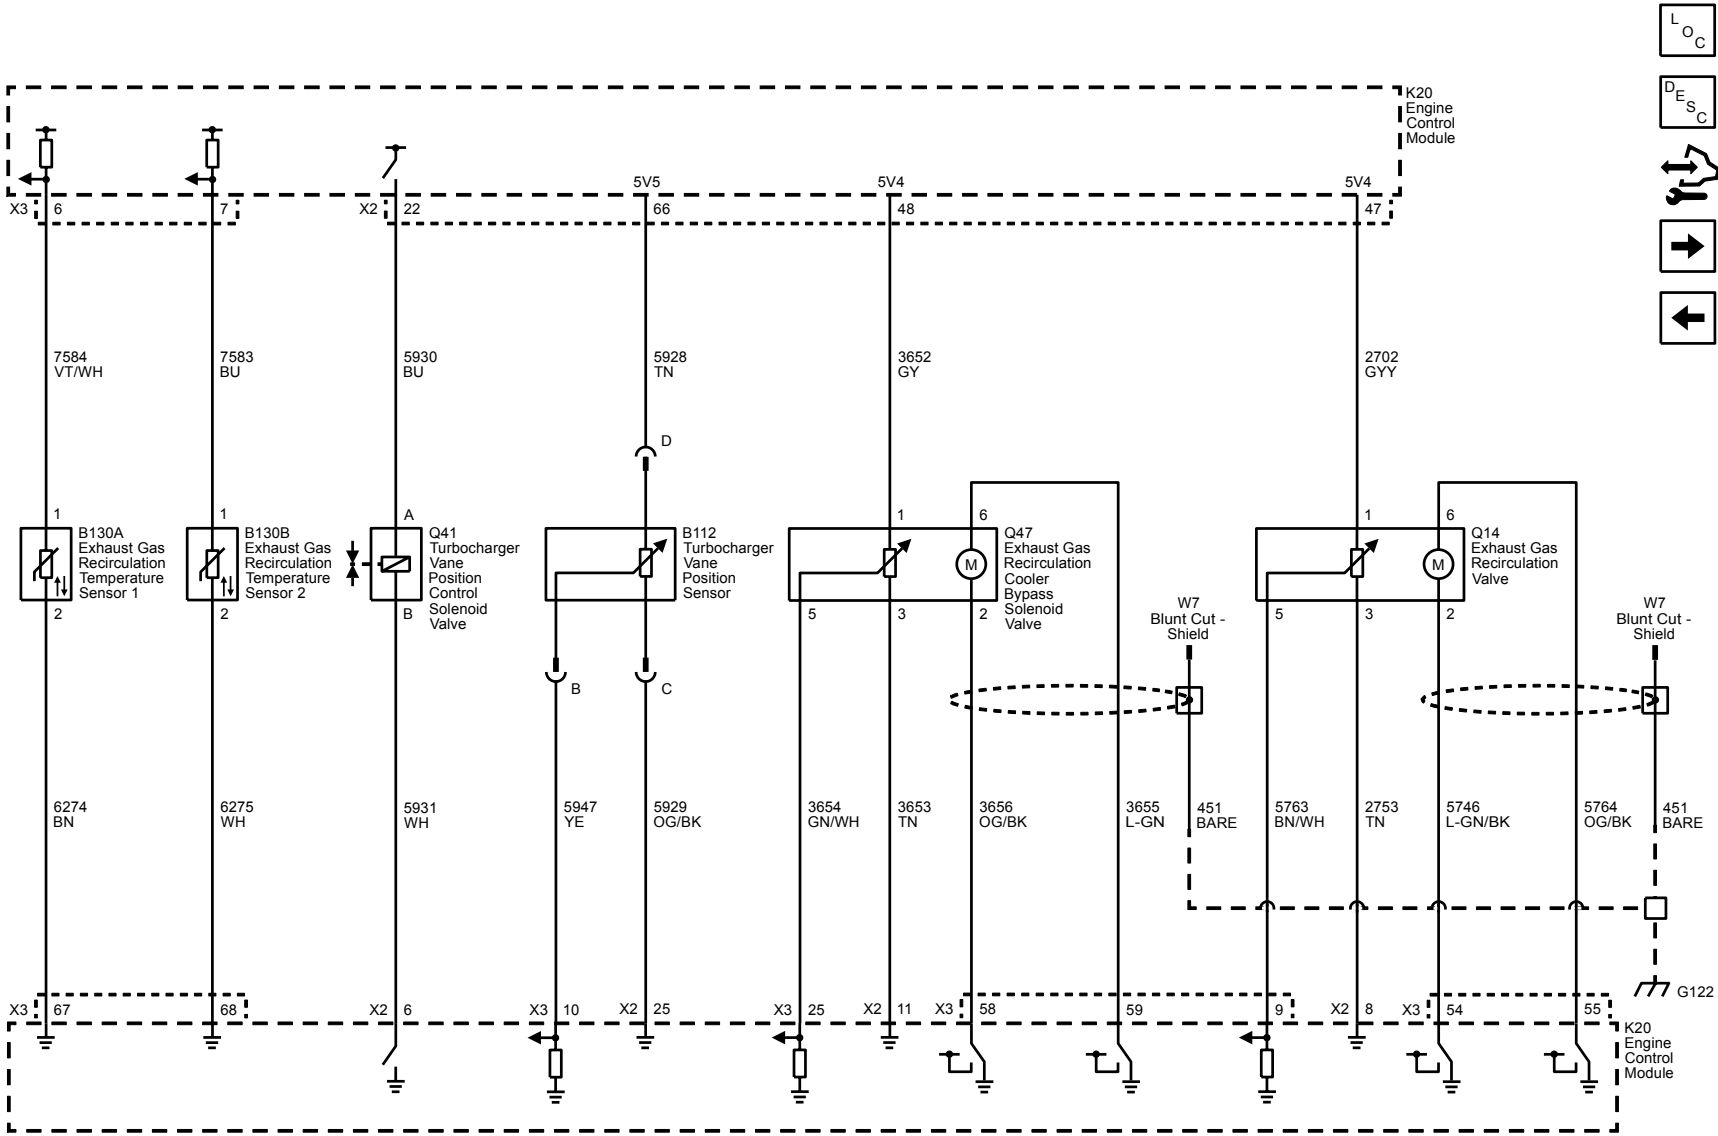 L
O
C
D
E
S
C
K20
Engine
Control
Module
5V5
5V4
5V4
X3 6
7
X2 22
66
48
47
7584
VT/WH
7583
BU
5930
BU
5928
TN
3652
GY
2702
GYY
D
1
B130A
Exhaust Gas
Recirculation
Temperature
Sensor 1
2
1
B130B
Exhaust Gas
Recirculation
Temperature
Sensor 2
2
A
Q41
Turbocharger
Vane
Position
Control
Solenoid
Valve
B
B112
Turbocharger
Vane
Position
Sensor
B
C
1
6
M
Q47
Exhaust Gas
Recirculation
Cooler
Bypass
Solenoid
Valve
5
3
2
W7
Blunt Cut -
Shield
1
6
M
Q14
Exhaust Gas
Recirculation
Valve
5
3
2
W7
Blunt Cut -
Shield
6274
BN
6275
WH
5931
WH
5947
YE
5929
OG/BK
3654
GN/WH
3653
TN
3656
OG/BK
3655
L-GN
451
BARE
5763
BN/WH
2753
TN
5746
L-GN/BK
5764
OG/BK
451
BARE
G122
X3 67
68
X2 6
X3 10
X2 25
X3 25
X2 11
X3 58
59
9
X2 8
X3 54
55
K20
Engine
Control
Module